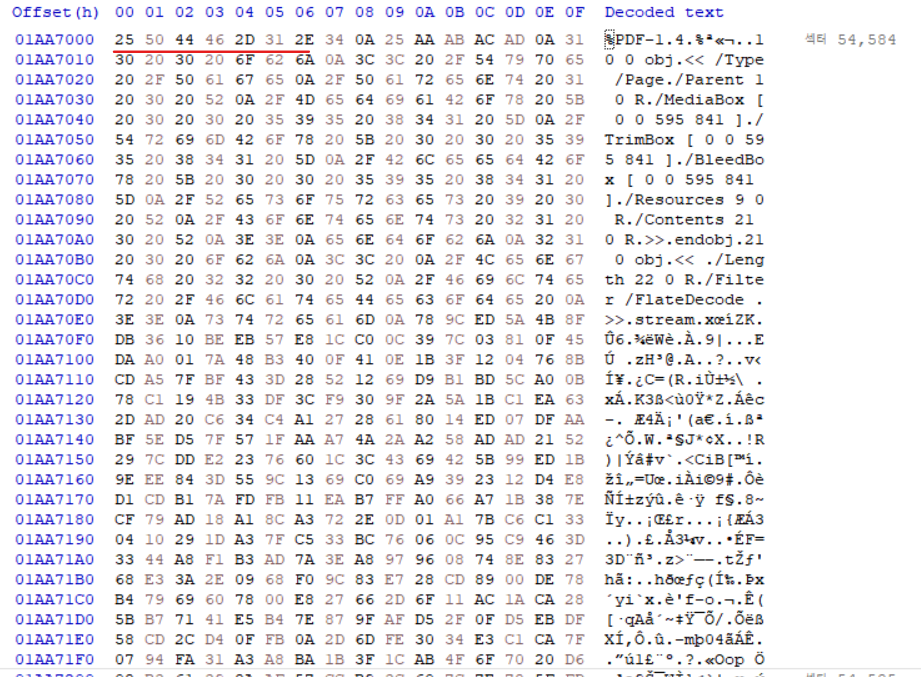 Offset(h) 00 01 02 03 04 05 06 07 08 09 0A 0B 0C 0D 0E 0F Decoded text
01AA7000 25 50 44 46 2D 31 2E 34 0A 25 AA AB AC AD 0A 31 %PDF-1.4.%ª«¬..1 섹터 54,584
01AA7010 30 20 30 20 6F 62 6A 0A 3C 3C 20 2F 54 79 70 65 0 0 obj.<< /Type
01AA7020 20 2F 50 61 67 65 0A 2F 50 61 72 65 6E 74 20 31 /Page./Parent 1
01AA7030 20 30 20 52 0A 2F 4D 65 64 69 61 42 6F 78 20 5B 0 R./MediaBox [
01AA7040 20 30 20 30 20 35 39 35 20 38 34 31 20 5D 0A 2F 0 0 595 841 ]./
01AA7050 54 72 69 6D 42 6F 78 20 5B 20 30 20 30 20 35 39 TrimBox [ 0 0 59
01AA7060 35 20 38 34 31 20 5D 0A 2F 42 6C 65 65 64 42 6F 5 841 ]./BleedBo
01AA7070 78 20 5B 20 30 20 30 20 35 39 35 20 38 34 31 20 x [ 0 0 595 841
01AA7080 5D 0A 2F 52 65 73 6F 75 72 63 65 73 20 39 20 30 ]./Resources 9 0
01AA7090 20 52 0A 2F 43 6F 6E 74 65 6E 74 73 20 32 31 20 R./Contents 21
01AA70A0 30 20 52 0A 3E 3E 0A 65 6E 64 6F 62 6A 0A 32 31 0 R.>>.endobj.21
01AA70B0 20 30 20 6F 62 6A 0A 3C 3C 20 0A 2F 4C 65 6E 67 0 obj.<< ./Leng
01AA70C0 74 68 20 32 32 20 30 20 52 0A 2F 46 69 6C 74 65 th 22 0 R./Filte
01AA70D0 72 20 2F 46 6C 61 74 65 44 65 63 6F 64 65 20 0A r /FlateDecode .
01AA70E0 3E 3E 0A 73 74 72 65 61 6D 0A 78 9C ED 5A 4B 8F >>.stream.xœíZK.
01AA70F0 DB 36 10 BE EB 57 E8 1C C0 0C 39 7C 03 81 0F 45 Û6.¾ëWè.À.9|...E
01AA7100 DA A0 01 7A 48 B3 40 0F 41 0E 1B 3F 12 04 76 8B Ú .zH³@.A..?..v‹
01AA7110 CD A5 7F BF 43 3D 28 52 12 69 D9 B1 BD 5C A0 0B Í¥.¿C=(R.iÙ±½\ .
01AA7120 78 C1 19 4B 33 DF 3C F9 30 9F 2A 5A 1B C1 EA 63 xÁ.K3ß<ù0Ÿ*Z.Áêc
01AA7130 2D AD 20 C6 34 C4 A1 27 28 61 80 14 ED 07 DF AA -. Æ4Ä¡'(a€.í.ßª
01AA7140 BF 5E D5 7F 57 1F AA A7 4A 2A A2 58 AD AD 21 52 ¿^Õ.W.ª§J*¢X..!R
01AA7150 29 7C DD E2 23 76 60 1C 3C 43 69 42 5B 99 ED 1B )|Ýâ#v`.<CiB[™í.
01AA7160 9E EE 84 3D 55 9C 13 69 C0 69 A9 39 23 12 D4 E8 žî„=Uœ.iÀi©9#.Ôè
01AA7170 D1 CD B1 7A FD FB 11 EA B7 FF A0 66 A7 1B 38 7E ÑÍ±zýû.ê·ÿ f§.8~
01AA7180 CF 79 AD 18 A1 8C A3 72 2E 0D 01 A1 7B C6 C1 33 Ïy..¡Œ£r...¡{ÆÁ3
01AA7190 04 10 29 1D A3 7F C5 33 BC 76 06 0C 95 C9 46 3D ..).£.Å3¼v..•ÉF=
01AA71A0 33 44 A8 F1 B3 AD 7A 3E A8 97 96 08 74 8E 83 27 3D¨ñ³.z>¨—–.tŽƒ'
01AA71B0 68 E3 3A 2E 09 68 F0 9C 83 E7 28 CD 89 00 DE 78 hã:..hðœƒç(Í‰.Þx
01AA71C0 B4 79 69 60 78 00 E8 27 66 2D 6F 11 AC 1A CA 28 ´yi`x.è'f-o.¬.Ê(
01AA71D0 5B B7 71 41 E5 B4 7E 87 9F AF D5 2F 0F D5 EB DF [·qAå´~‡Ÿ¯Õ/.Õëß
01AA71E0 58 CD 2C D4 0F FF FB 0A 2D 6D FE 30 34 E3 C1 CA 7F XÍ,Ô.û.-mþ04ãÁÊ.
01AA71F0 07 94 FA 31 A3 A8 BA 1B 3F 1C AB 4F 6F 70 20 D6 .”ú1£¨º.?.«Oop Ö